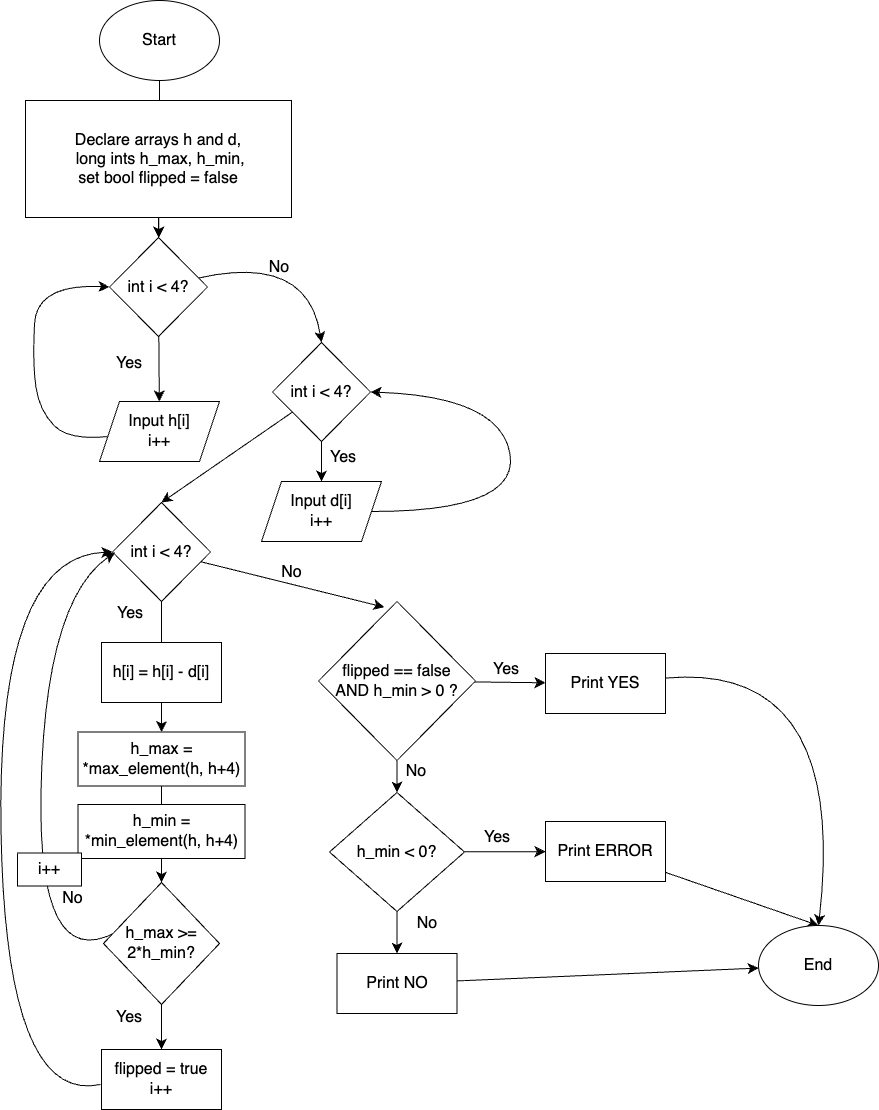 Start
Declare arrays h and d,
long ints h_max, h_min,
set bool flipped = false
int i < 4?
No
Yes
Input h[i]
i++
int i < 4?
Yes
Input d[i]
i++
int i < 4?
No
Yes
h[i] = h[i] - d[i]
h_max =
*max_element(h, h+4)
h_min =
*min_element(h, h+4)
i++
No
h_max >=
2*h_min?
Yes
flipped = true
i++
flipped == false
AND h_min > 0 ?
Yes
Print YES
No
h_min < 0?
Yes
Print ERROR
No
Print NO
End